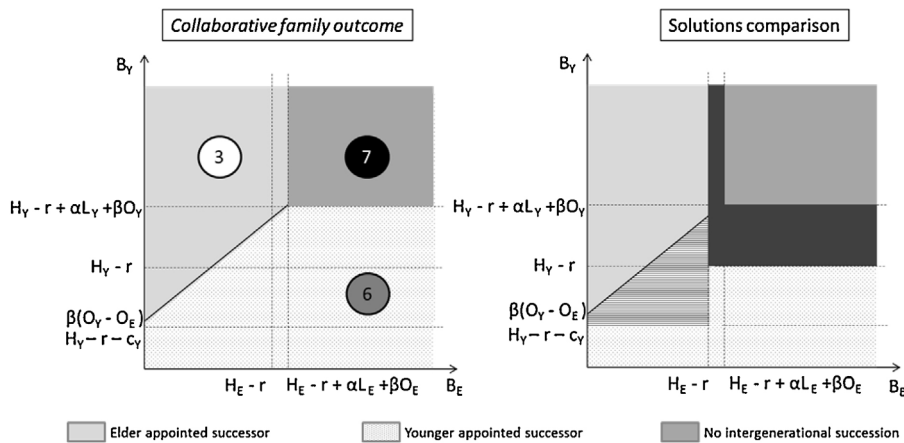 Collaborative family outcome
Solutions comparison
B_Y
B_Y
3
7
H_Y - r + αL_Y +βO_Y
H_Y - r + αL_Y +βO_Y
H_Y - r
H_Y - r
6
β(O_Y - O_E)
β(O_Y - O_E)
H_Y – r – c_Y
H_Y – r – c_Y
H_E - r
H_E - r + αL_E +βO_E
B_E
H_E - r
H_E - r + αL_E +βO_E
B_E
Elder appointed successor
Younger appointed successor
No intergenerational succession